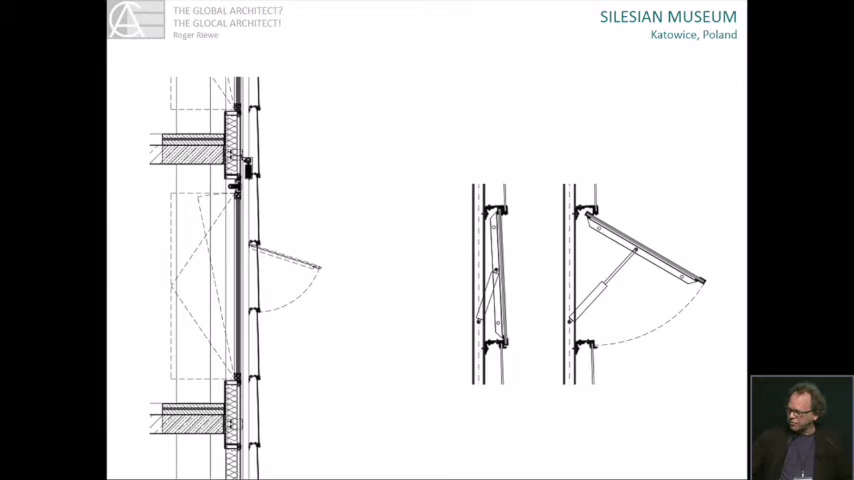 THE GLOBAL ARCHITECT?
THE GLOCAL ARCHITECT!
Roger Riewe
SILESIAN MUSEUM
Katowice, Poland